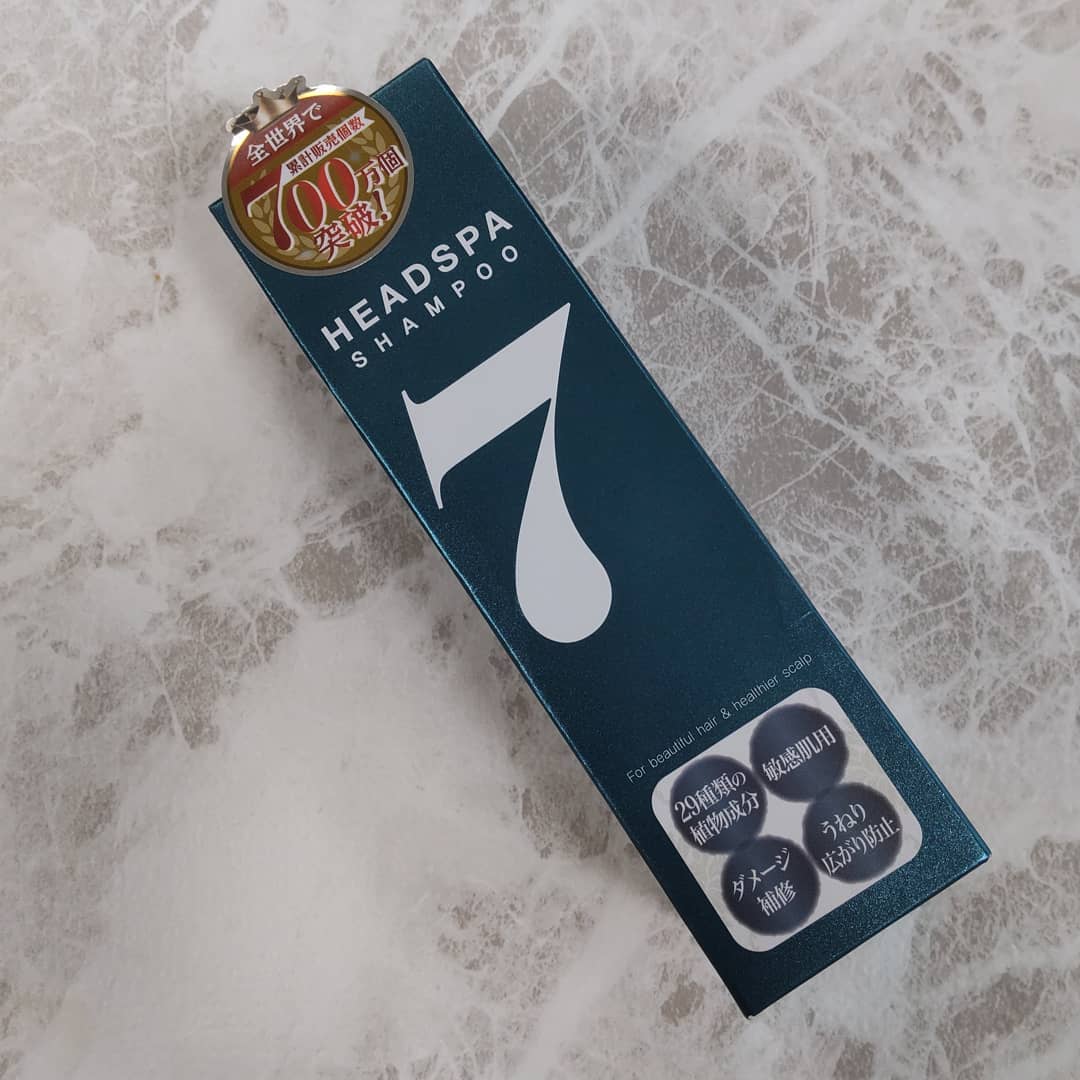 全世界で
累計販売個数
700万個
突破!
HEADSPA
SHAMPOO
7
For beautiful hair & healthier scalp
29種類の
植物成分
敏感肌用
ダメージ
補修
うねり
広がり防止